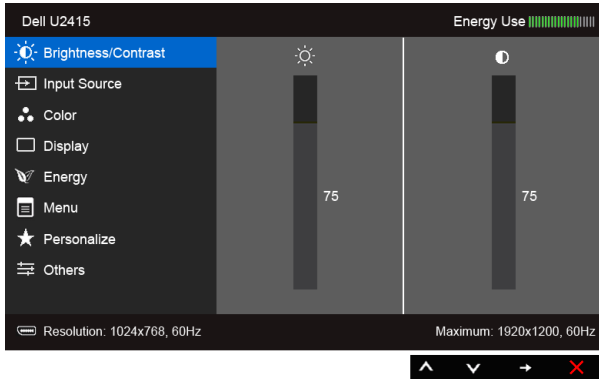 Dell U2415
Energy Use
Brightness/Contrast
Input Source
Color
Display
Energy
Menu
Personalize
Others
75
75
Resolution: 1024x768, 60Hz
Maximum: 1920x1200, 60Hz